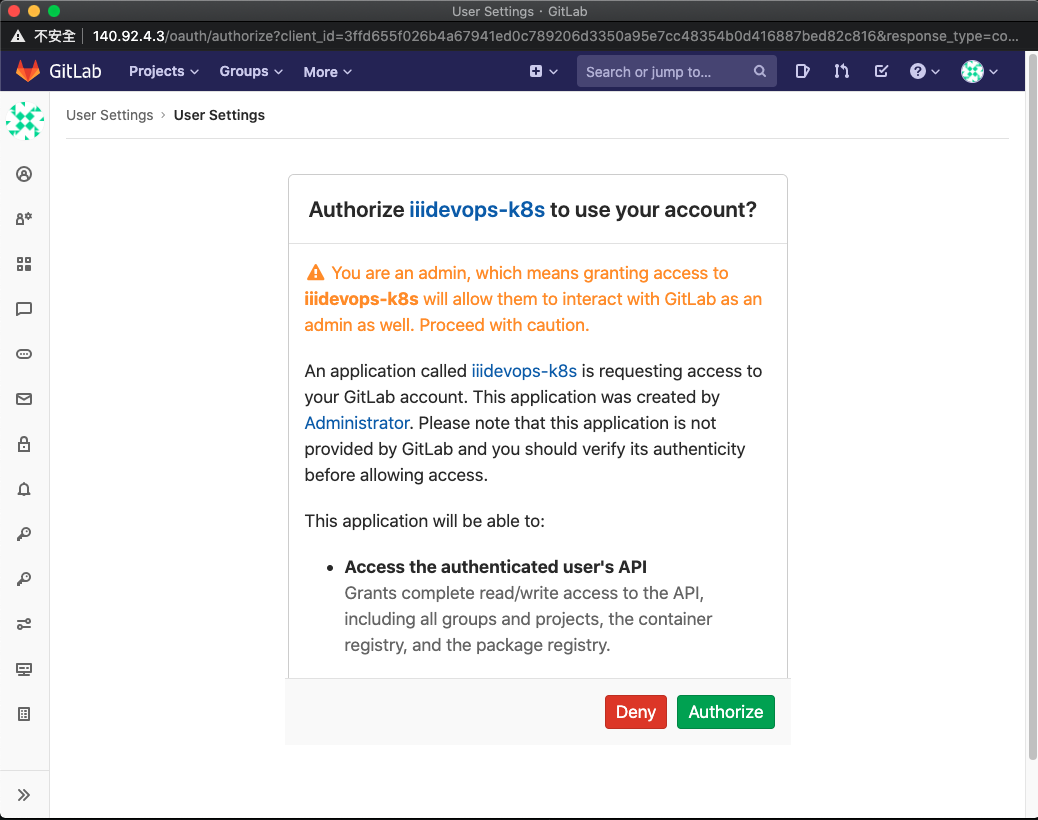 User Settings · GitLab
不安全 140.92.4.3/oauth/authorize?client_id=3ffd655f026b4a67941ed0c789206d3350a95e7cc48354b0d416887bed82c816&response_type=co...
GitLab Projects Groups More Search or jump to...
User Settings › User Settings
Authorize iiidevops-k8s to use your account?
You are an admin, which means granting access to
iiidevops-k8s will allow them to interact with GitLab as an
admin as well. Proceed with caution.
An application called iiidevops-k8s is requesting access to
your GitLab account. This application was created by
Administrator. Please note that this application is not
provided by GitLab and you should verify its authenticity
before allowing access.
This application will be able to:
• Access the authenticated user's API
Grants complete read/write access to the API,
including all groups and projects, the container
registry, and the package registry.
Deny Authorize